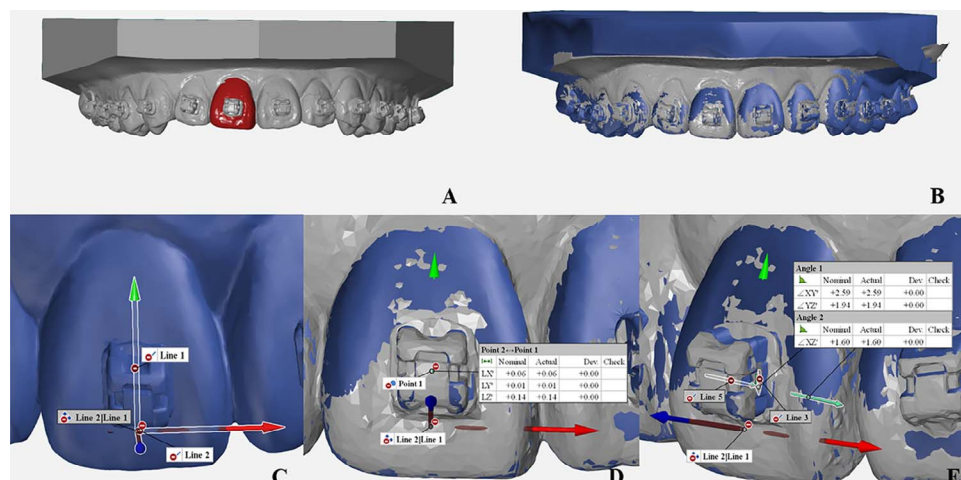 A
B
Line 1
Line 2|Line 1
Line 2
C
Point 2↔Point 1
Nominal Actual Dev. Check
LX' +0.06 +0.06 +0.00
LY' +0.01 +0.01 +0.00
LZ' +0.14 +0.14 +0.00
Point 1
Line 2|Line 1
D
Angle 1
Nominal Actual Dev. Check
∠XY' +2.59 +2.59 +0.00
∠YZ' +1.94 +1.94 +0.00
Angle 2
Nominal Actual Dev. Check
∠XZ' +1.60 +1.60 +0.00
Line 5
Line 3
Line 2|Line 1
E